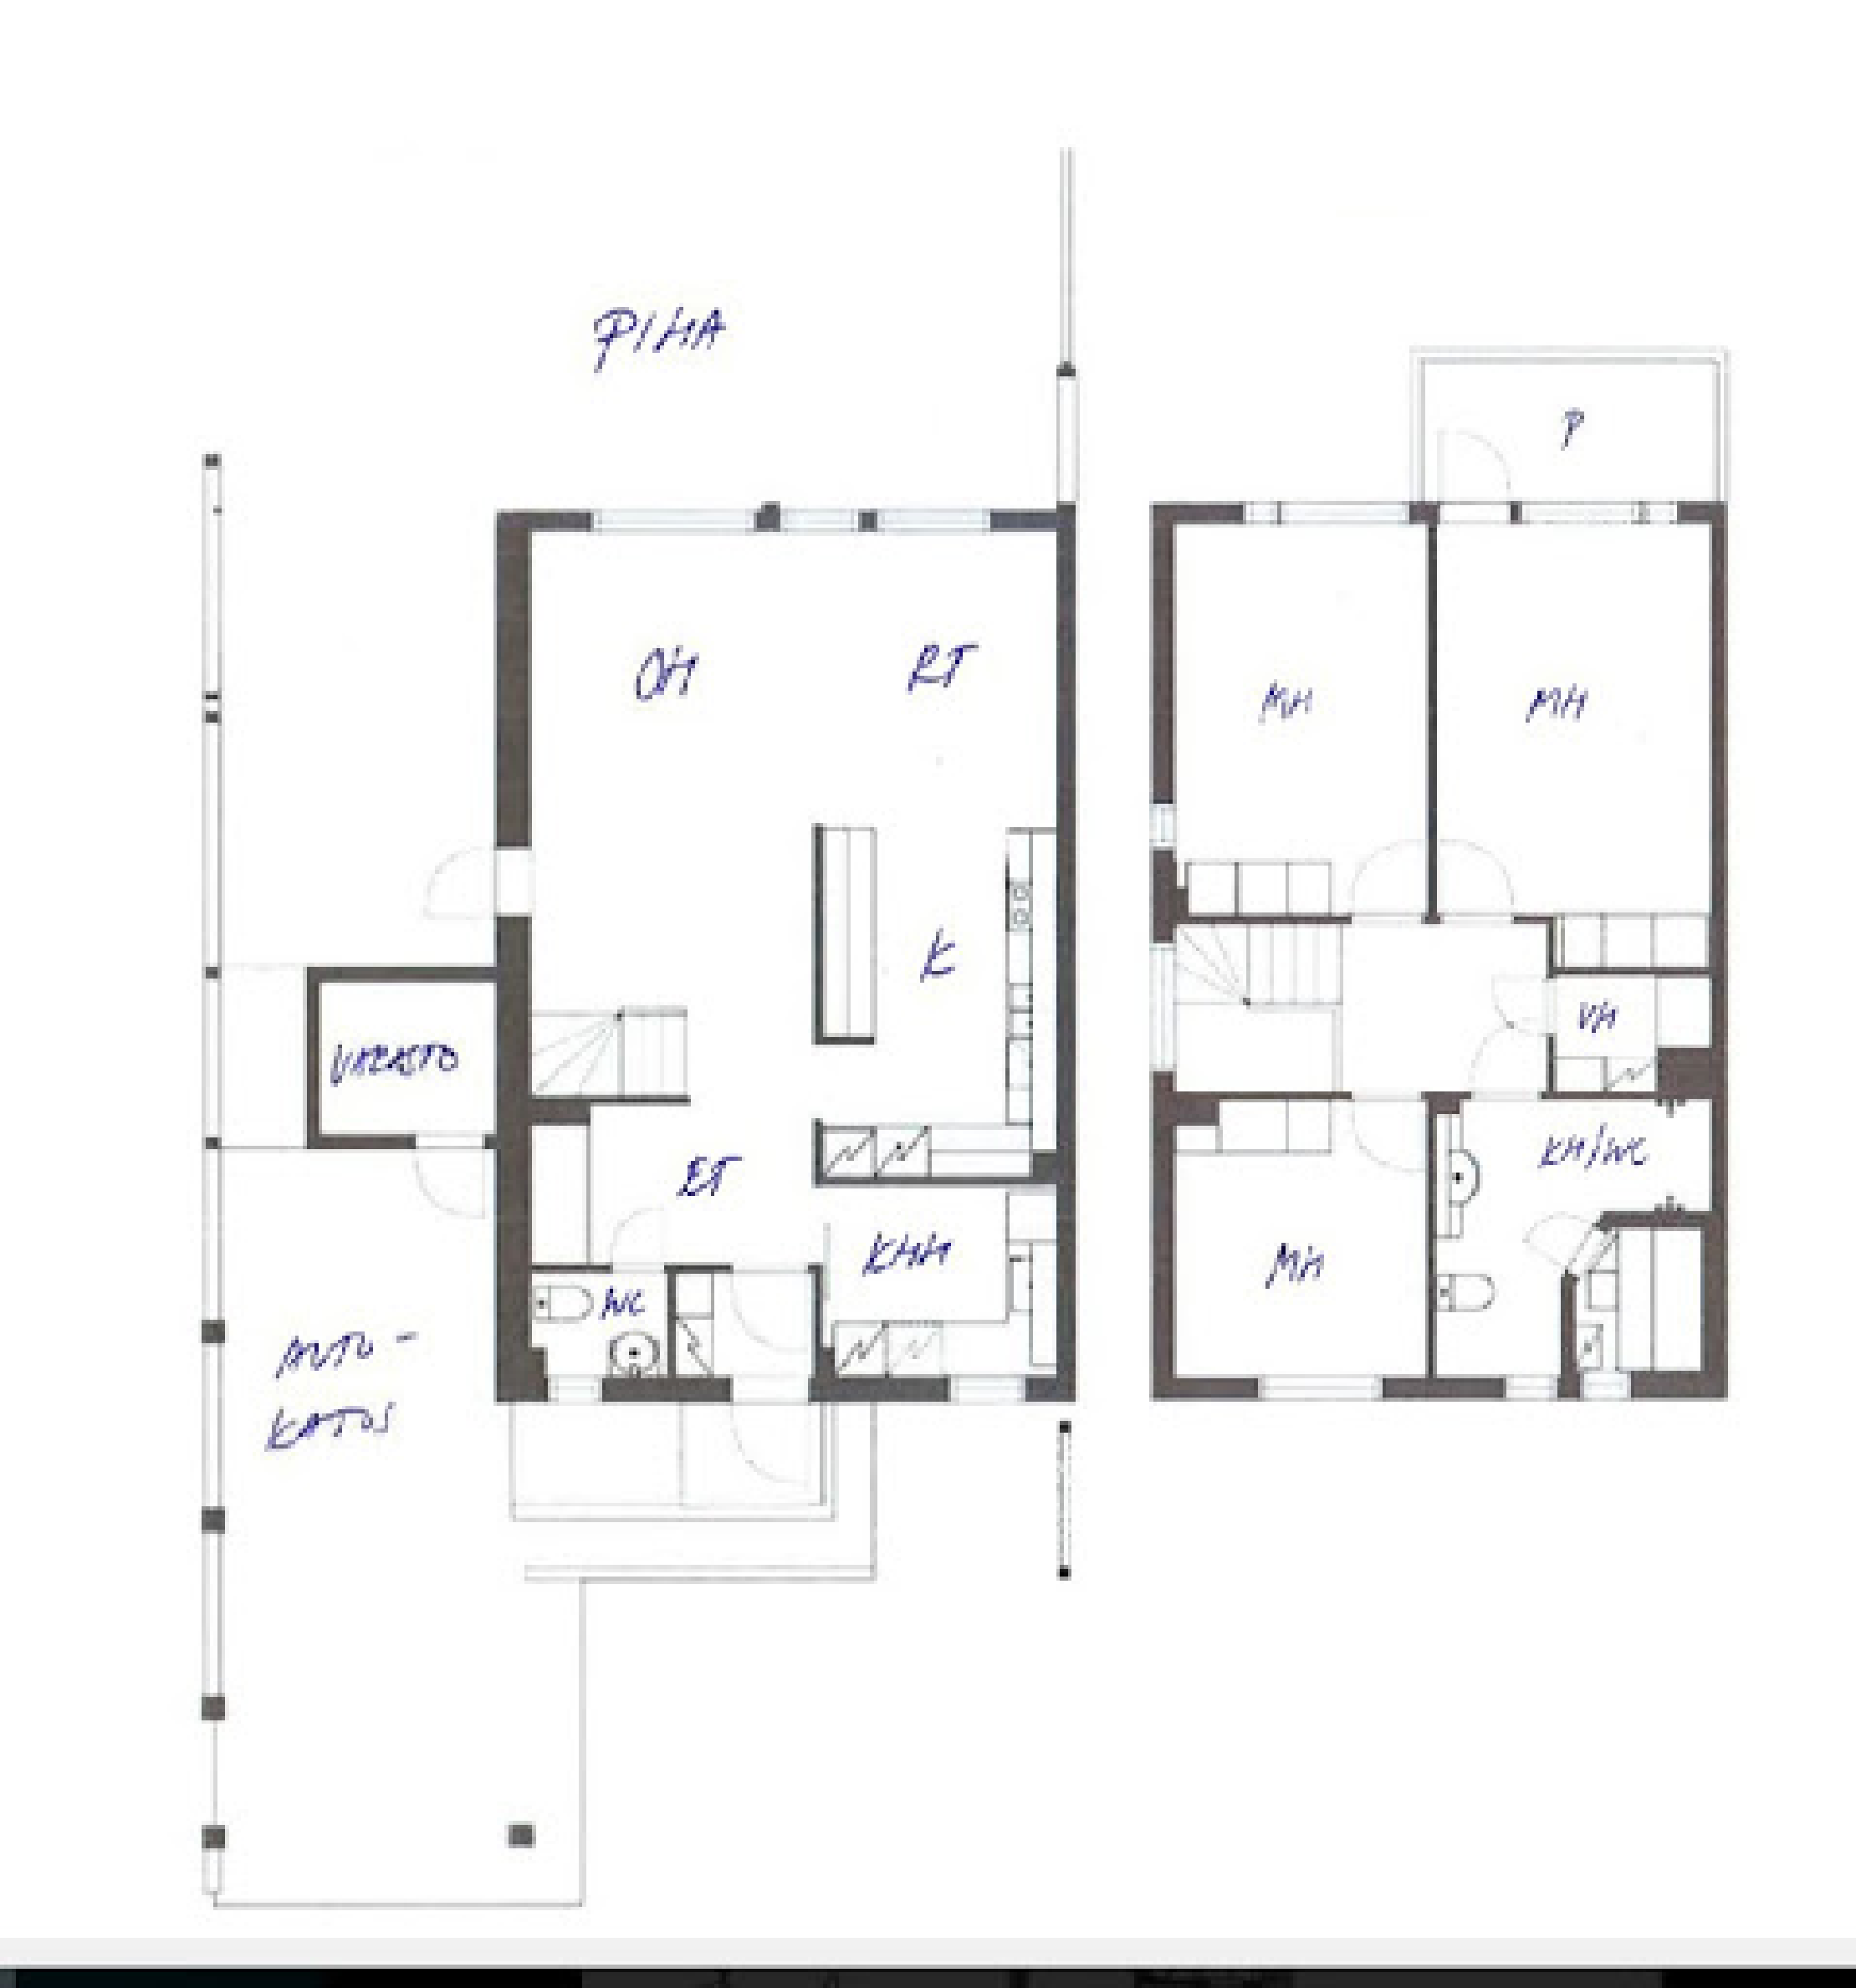 PIHA
P
OH
RT
MH
MH
K
VARASTO
VH
ET
KH/WC
KHH
MH
WC
AUTO-
KATOS